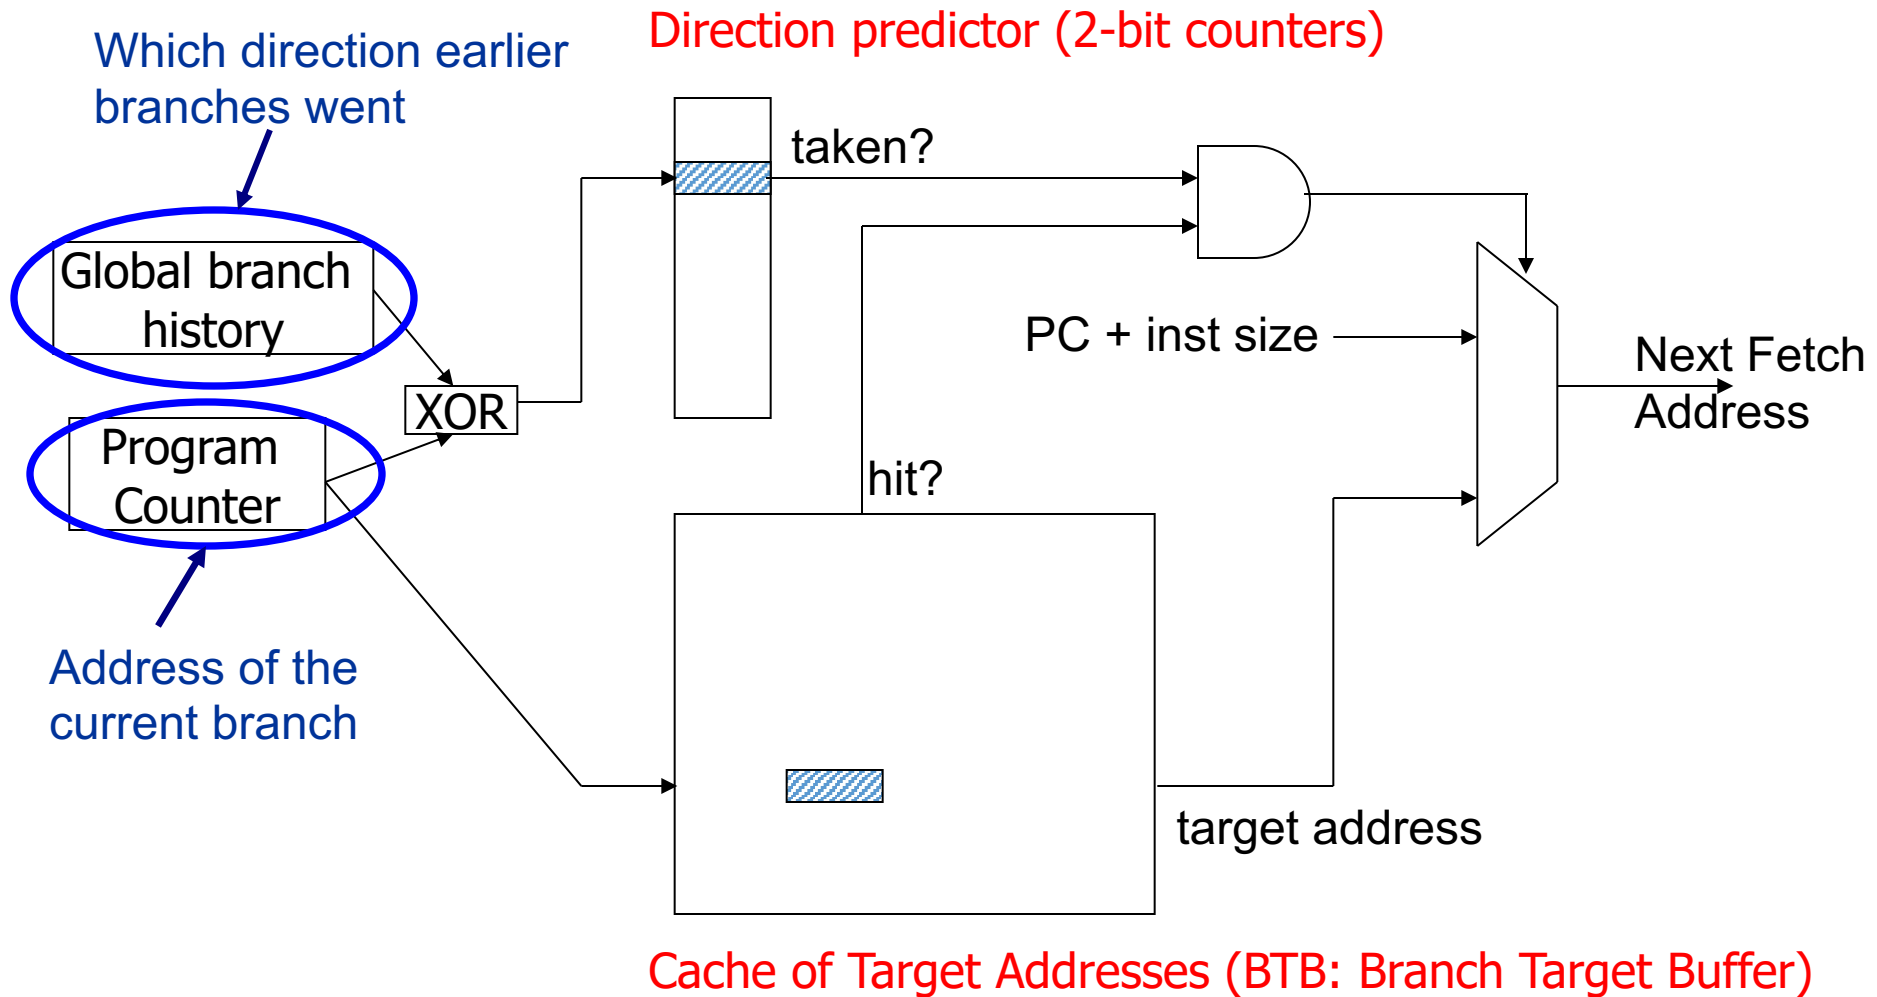 Direction predictor (2-bit counters)
Which direction earlier
branches went
taken?
Global branch
history
PC + inst size
Next Fetch
Address
XOR
Program
Counter
hit?
Address of the
current branch
target address
Cache of Target Addresses (BTB: Branch Target Buffer)